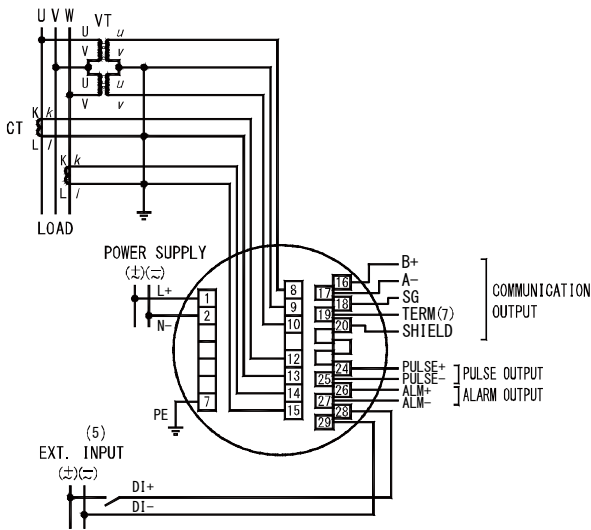 U V W VT
U u
V v
U u
V v
K k
CT
L l
K k
L l
LOAD
POWER SUPPLY
(±)(=)
L+
N-
PE
1
2
7
8
9
10
12
13
14
15
16
17
18
19
20
24
25
26
27
28
29
B+
A-
SG
TERM(7)
SHIELD
COMMUNICATION
OUTPUT
PULSE+
PULSE-
PULSE OUTPUT
ALM+
ALM-
ALARM OUTPUT
(5)
EXT. INPUT
(±)(=)
DI+
DI-